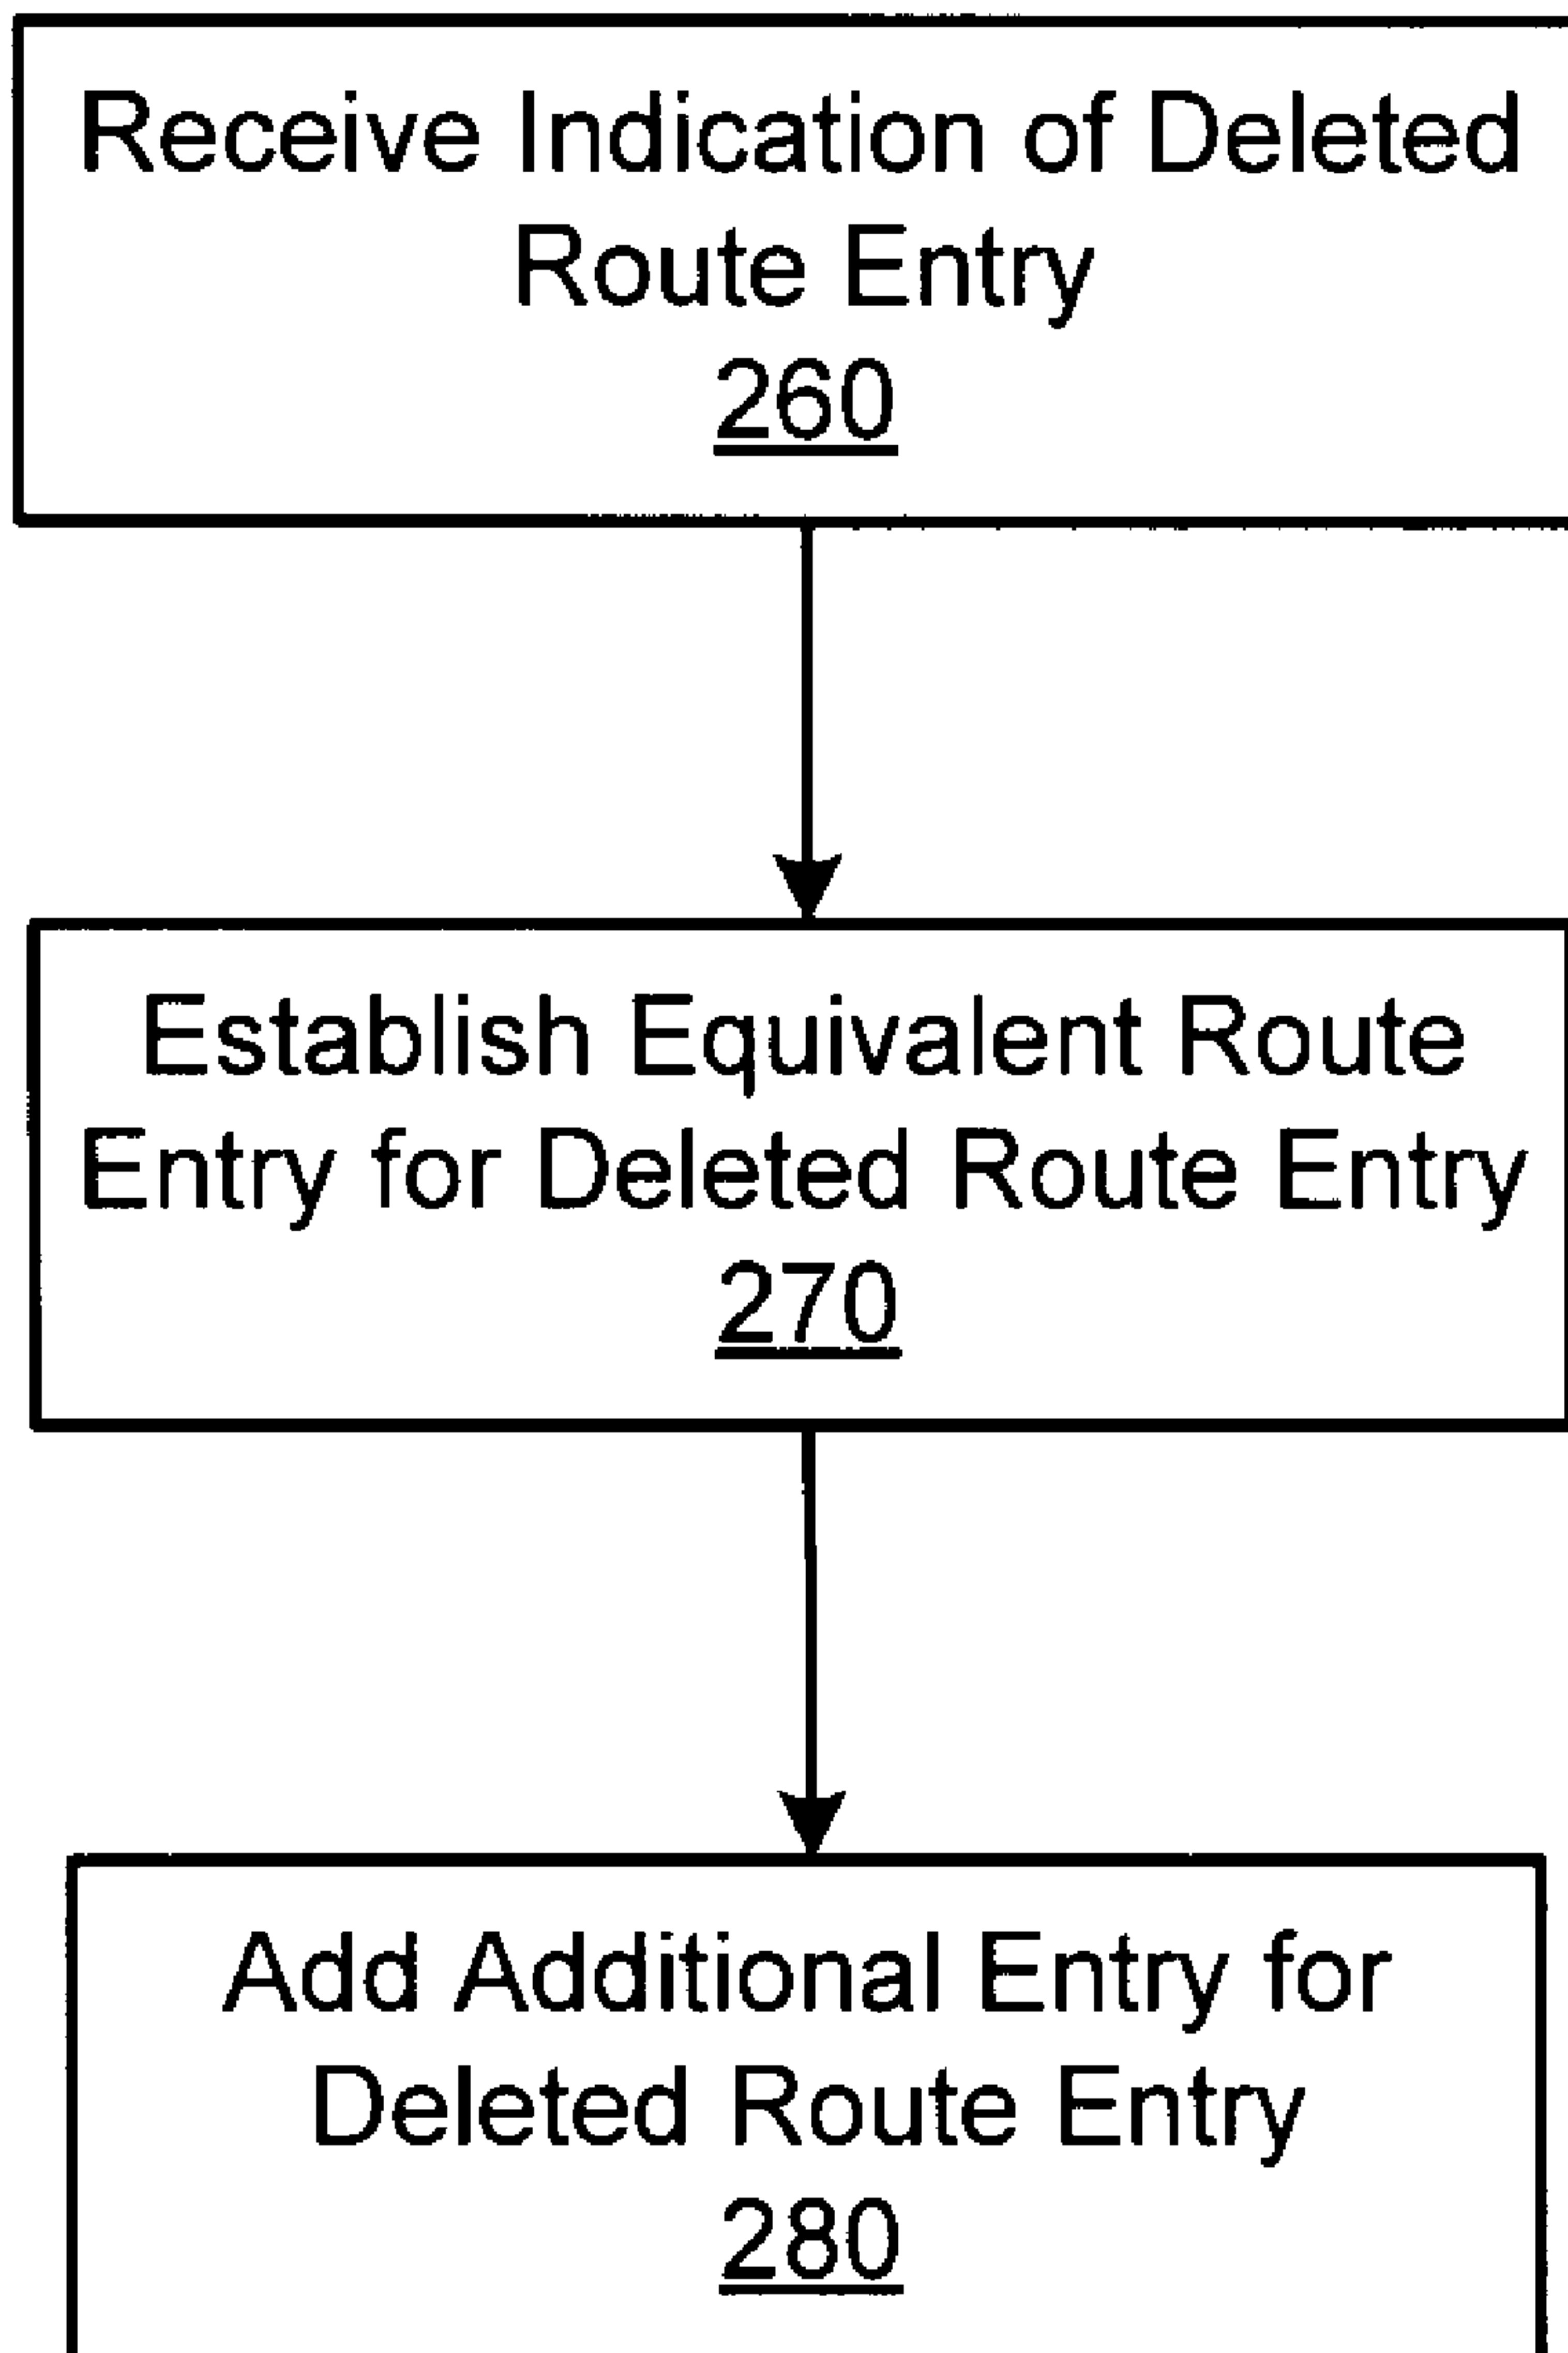 Receive Indication of Deleted
Route Entry
260
Establish Equivalent Route
Entry for Deleted Route Entry
270
Add Additional Entry for
Deleted Route Entry
280